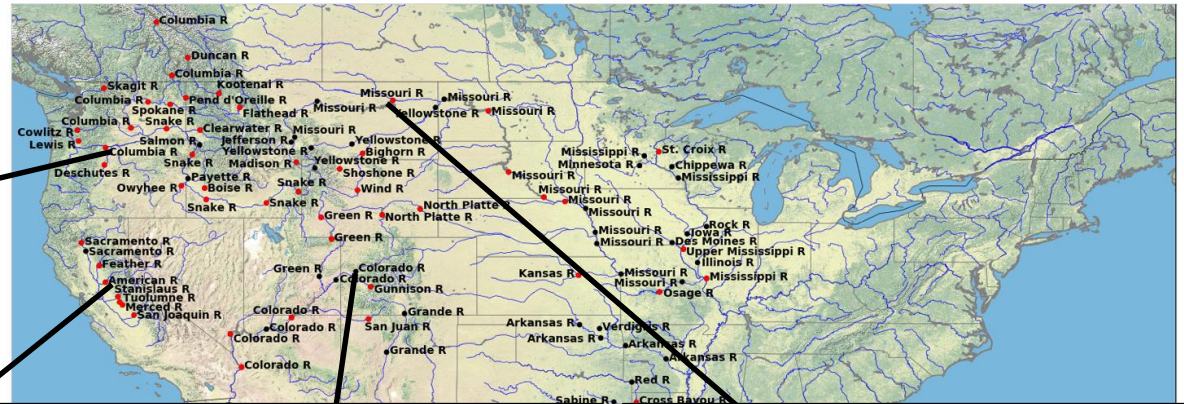 Columbia R
Duncan R
Columbia R
Skagit R
Kootenai R
Columbia R
Pend d'Oreille R
Missouri R
Missouri R
Spokane R
Flathead R
Missouri R
Yellowstone R
Missouri R
Columbia R
Snake R
Cowlitz R
Clearwater R
Missouri R
Lewis R
Salmon R
Jefferson R
Yellowstone R
Columbia R
Yellowstone R
Bighorn R
Mississippi R
St. Croix R
Snake R
Madison R
Yellowstone R
Minnesota R
Chippewa R
Deschutes R
Shoshone R
Missouri R
Mississippi R
Payette R
Owyhee R
Boise R
Snake R
Wind R
Missouri R
Snake R
Snake R
North Platte R
Missouri R
Green R
North Platte R
Missouri R
Rock R
Missouri R
Iowa R
Sacramento R
Green R
Missouri R
Des Moines R
Sacramento R
Upper Mississippi R
Feather R
Illinois R
Green R
Colorado R
Kansas R
Missouri R
Mississippi R
American R
Colorado R
Missouri R
Stanislaus R
Gunnison R
Osage R
Tuolumne R
Merced R
San Joaquin R
Colorado R
Grande R
Colorado R
San Juan R
Arkansas R
Verdigris R
Colorado R
Arkansas R
Arkansas R
Grande R
Arkansas R
Colorado R
Red R
Sabine R
Cross Bayou R